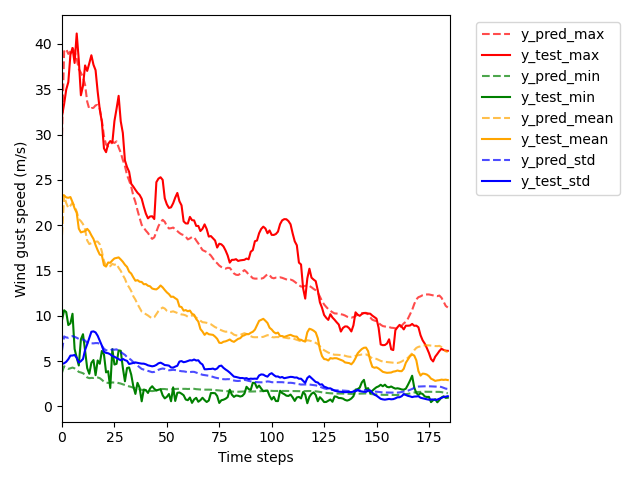 y_pred_max
y_test_max
y_pred_min
y_test_min
y_pred_mean
y_test_mean
y_pred_std
y_test_std
Wind gust speed (m/s)
40
35
30
25
20
15
10
5
0
0 25 50 75 100 125 150 175
Time steps